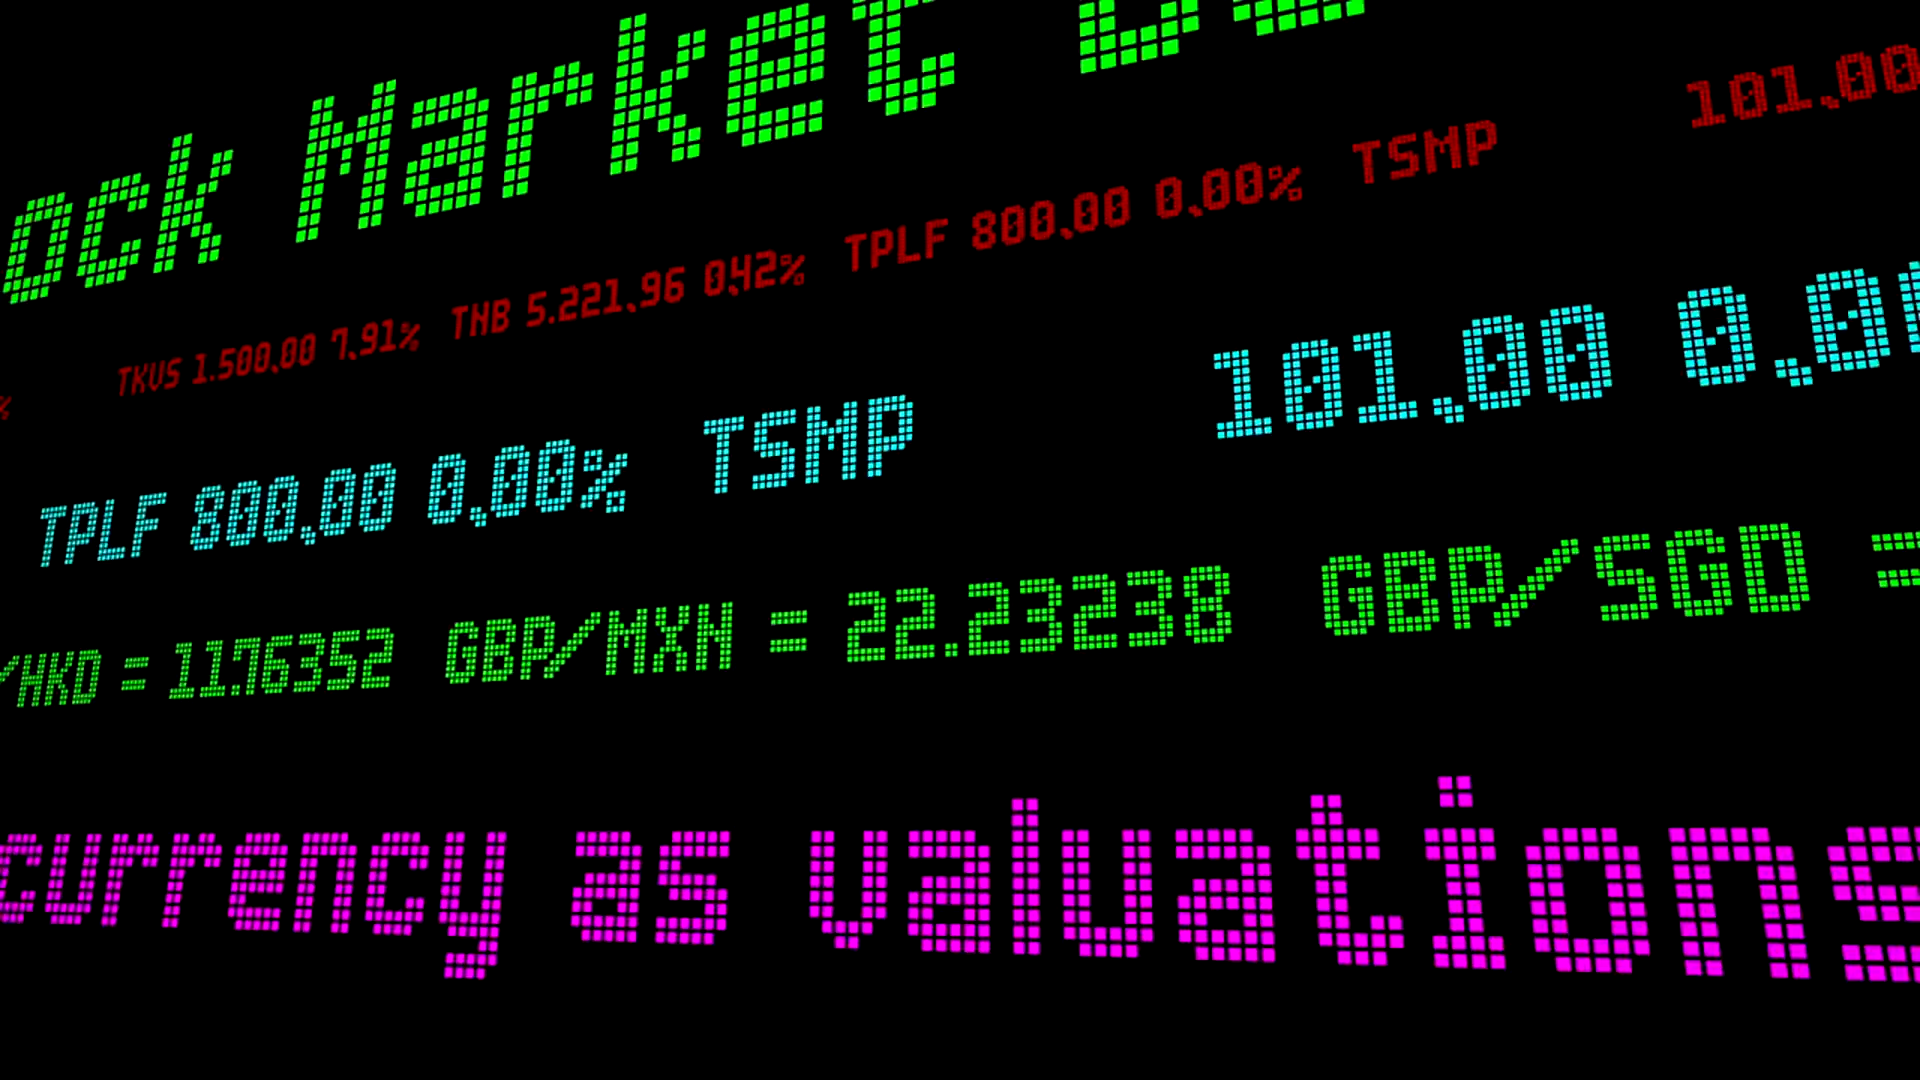 ock Market
% TKVS 1.500,00 7,91% THB 5.221,96 0,42% TPLF 800,00 0,00% TSMP 101,00
TPLF 800,00 0,00% TSMP 101,00 0,0
/HKD = 11.76352 GBP/MXN = 22.23238 GBP/SGD =
currency as valuations